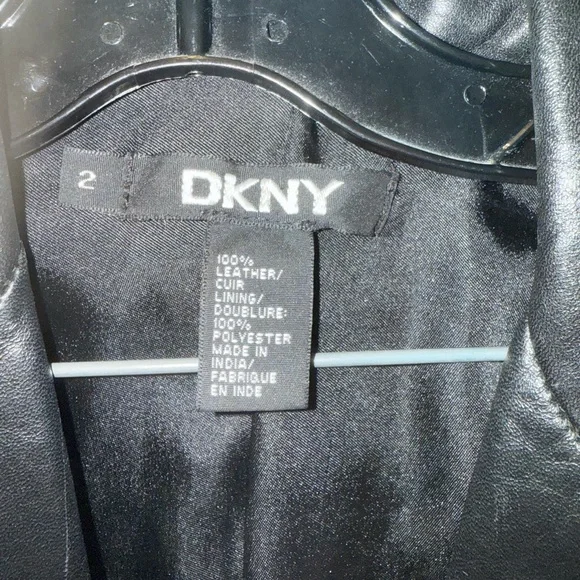 2
DKNY
100%
LEATHER/
CUIR
LINING/
DOUBLURE:
100%
POLYESTER
MADE IN
INDIA/
FABRIQUE
EN INDE